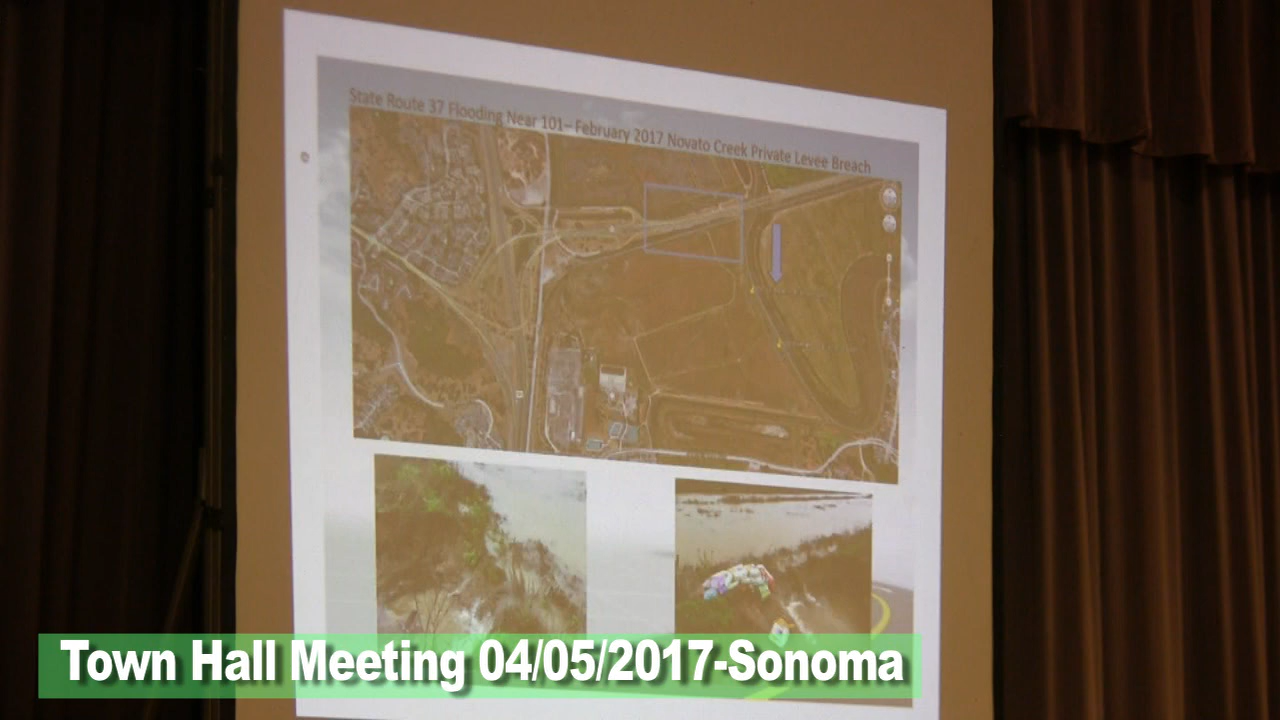 State Route 37 Flooding Near 101– February 2017 Novato Creek Private Levee Breach
Town Hall Meeting 04/05/2017-Sonoma